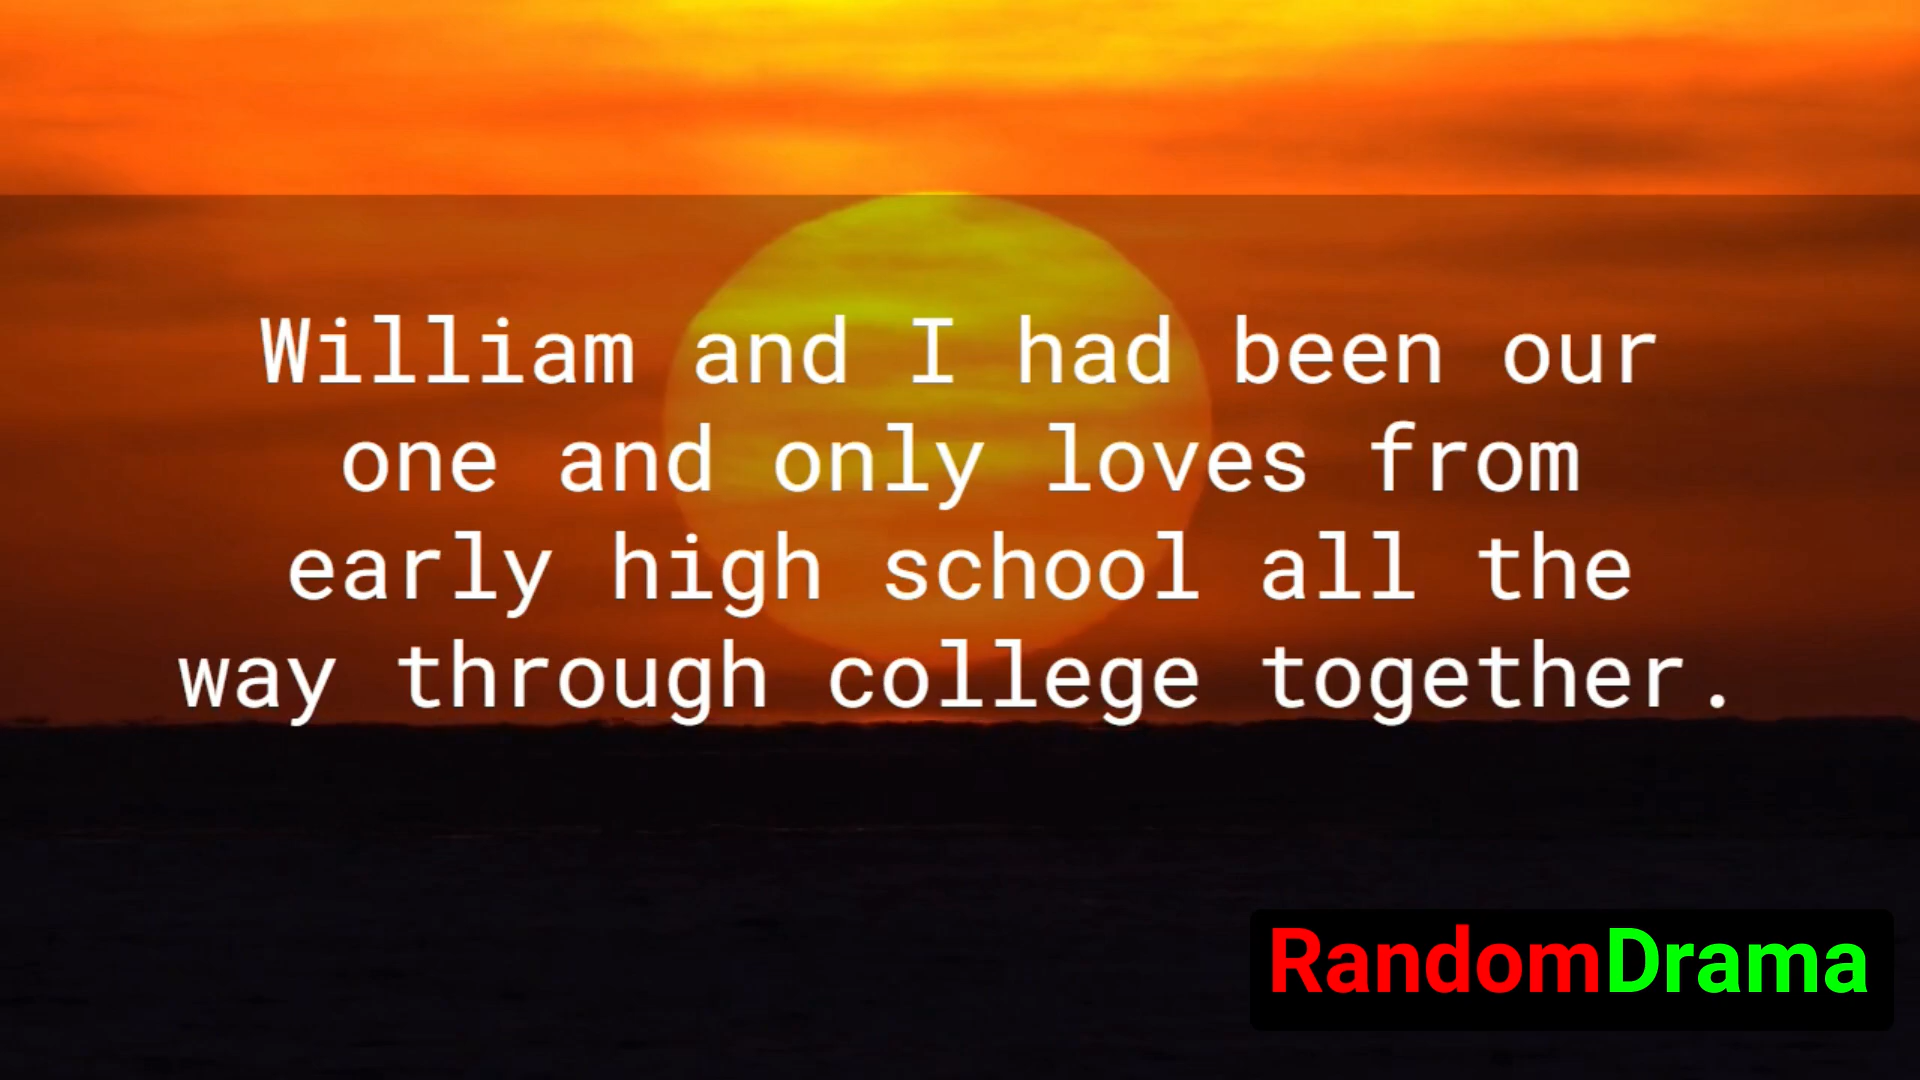 William and I had been our
one and only loves from
early high school all the
way through college together.
RandomDrama